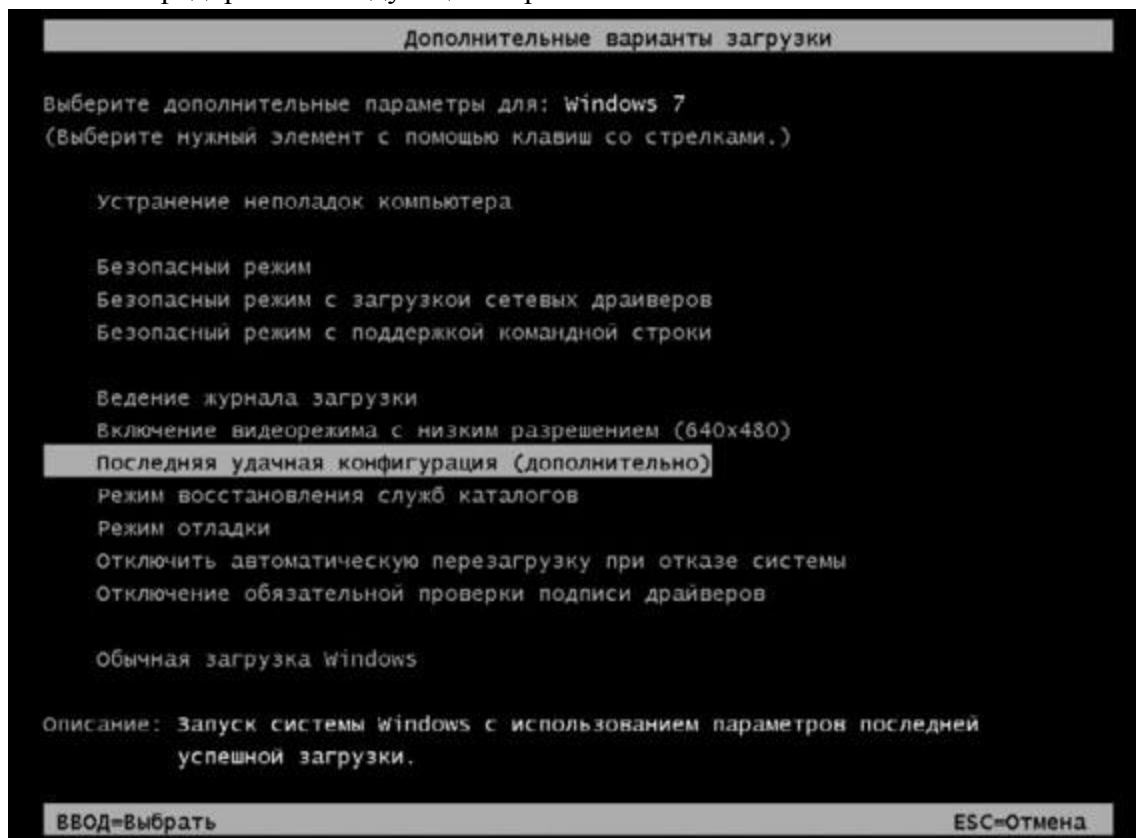 Дополнительные варианты загрузки
Выберите дополнительные параметры для: Windows 7
(Выберите нужный элемент с помощью клавиш со стрелками.)
Устранение неполадок компьютера
Безопасный режим
Безопасный режим с загрузкой сетевых драйверов
Безопасный режим с поддержкой командной строки
Ведение журнала загрузки
Включение видеорежима с низким разрешением (640x480)
Последняя удачная конфигурация (дополнительно)
Режим восстановления служб каталогов
Режим отладки
Отключить автоматическую перезагрузку при отказе системы
Отключение обязательной проверки подписи драйверов
Обычная загрузка Windows
Описание: Запуск системы Windows с использованием параметров последней
успешной загрузки.
ВВОД=Выбрать ESC=Отмена